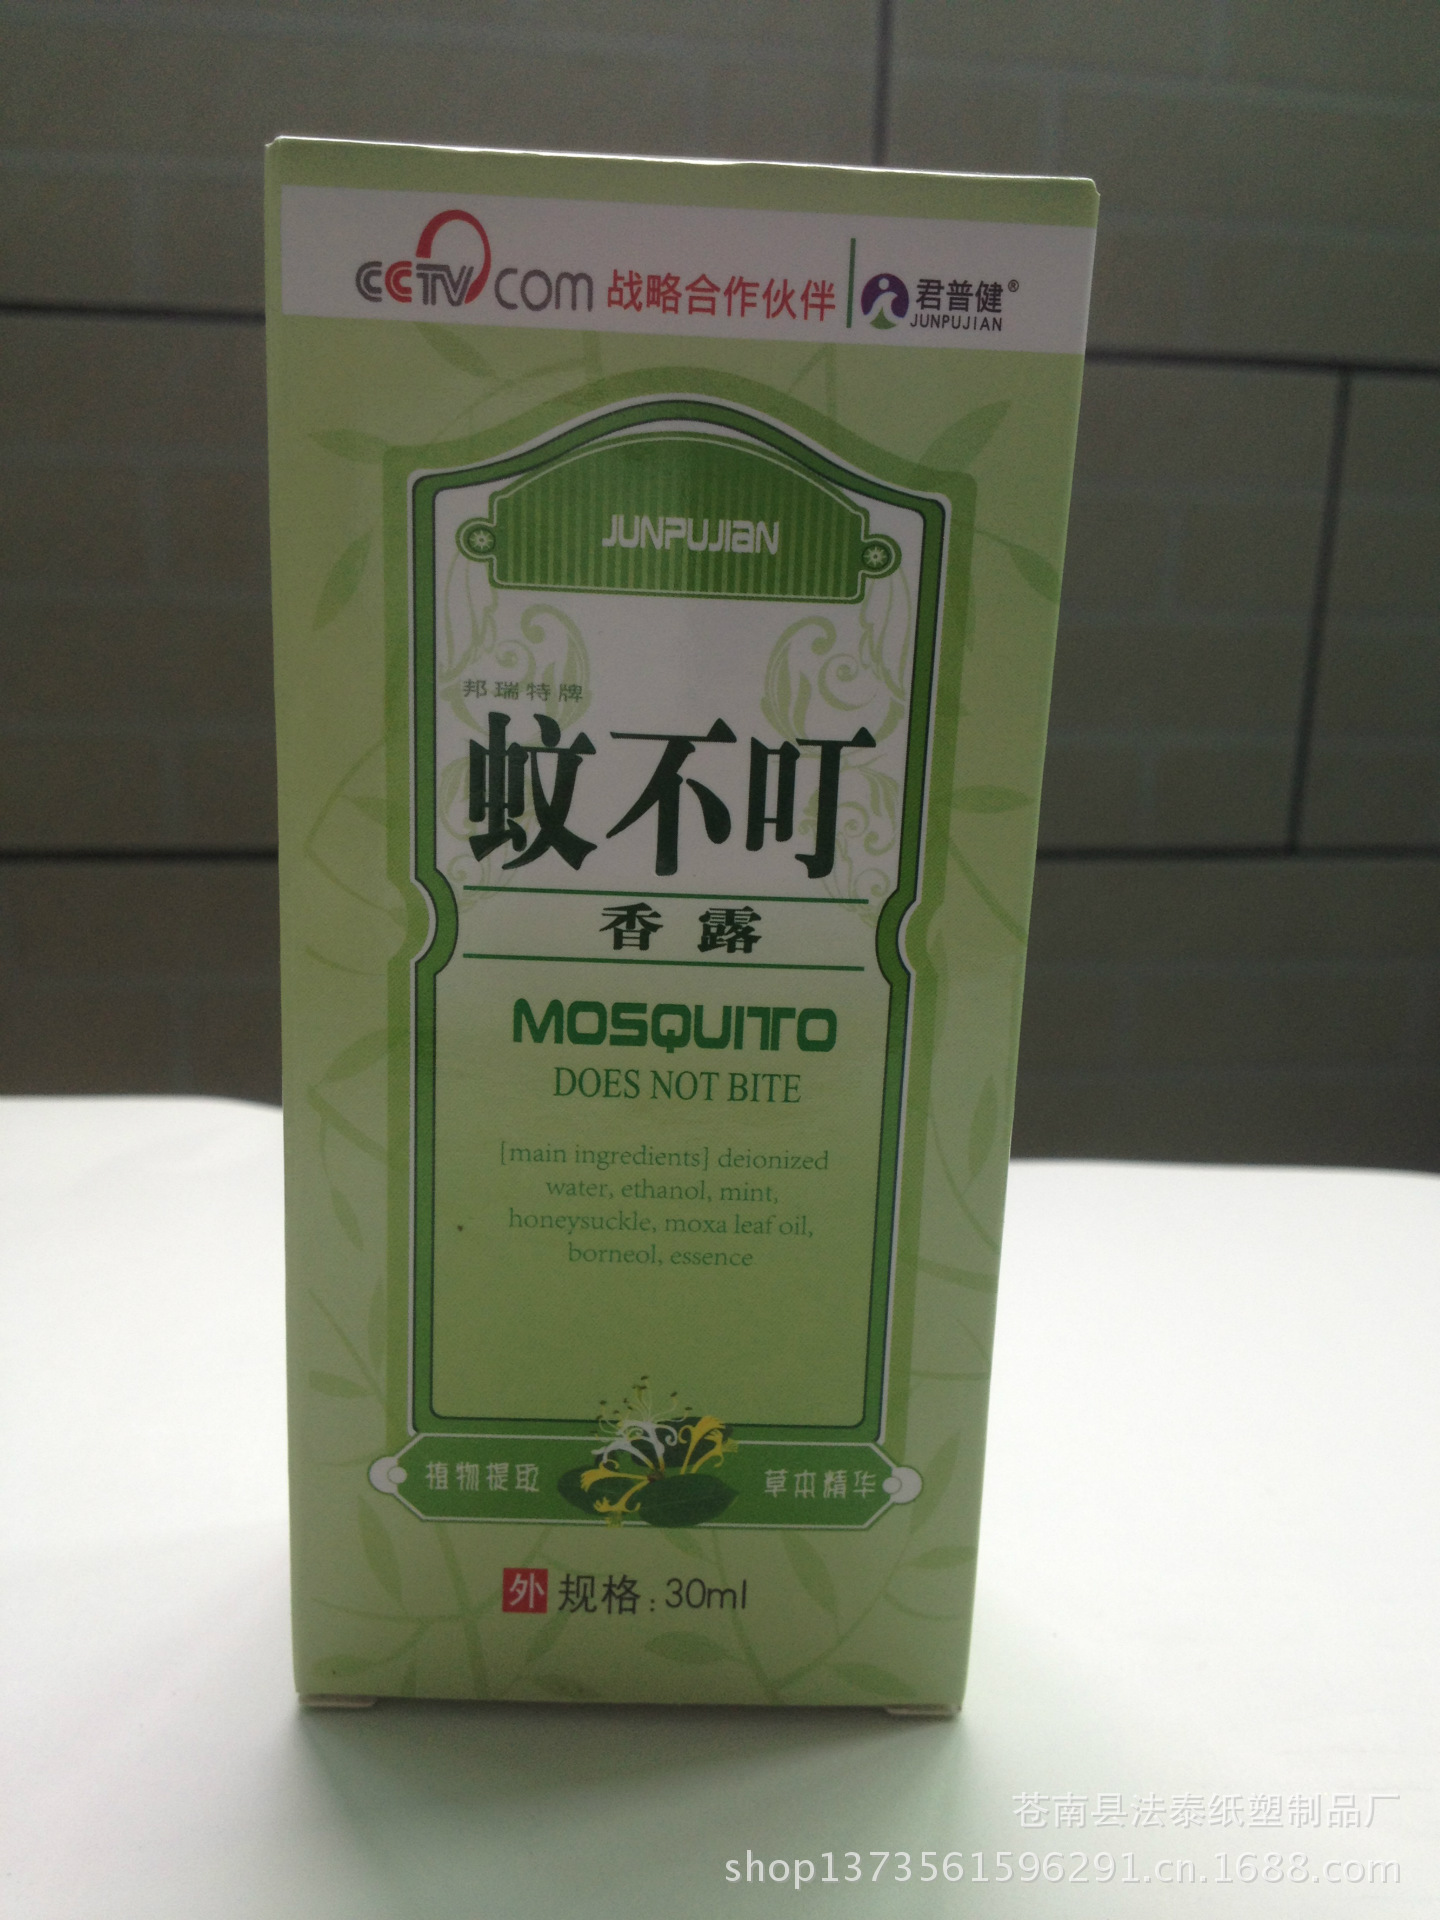 CCTV.com 战略合作伙伴 君普健®
JUNPUJIAN
JUNPUJIAN
邦瑞特牌
蚊不叮
香露
MOSQUITTO
DOES NOT BITE
[main ingredients] deionized
water, ethanol, mint,
honeysuckle, moxa leaf oil,
borneol, essence
植物提取 草本精华
外 规格:30ml
苍南县法泰纸塑制品厂
shop1373561596291.cn.1688.com